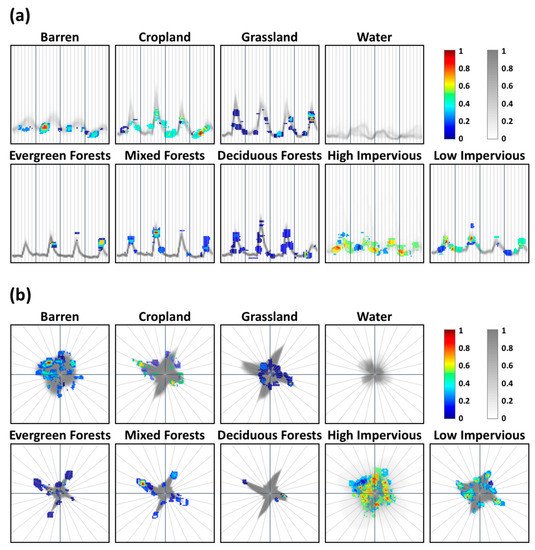 (a)
Barren Cropland Grassland Water
1 1
0.8 0.8
0.6 0.6
0.4 0.4
0.2 0.2
0 0
Evergreen Forests Mixed Forests Deciduous Forests High Impervious Low Impervious
(b)
Barren Cropland Grassland Water
1 1
0.8 0.8
0.6 0.6
0.4 0.4
0.2 0.2
0 0
Evergreen Forests Mixed Forests Deciduous Forests High Impervious Low Impervious